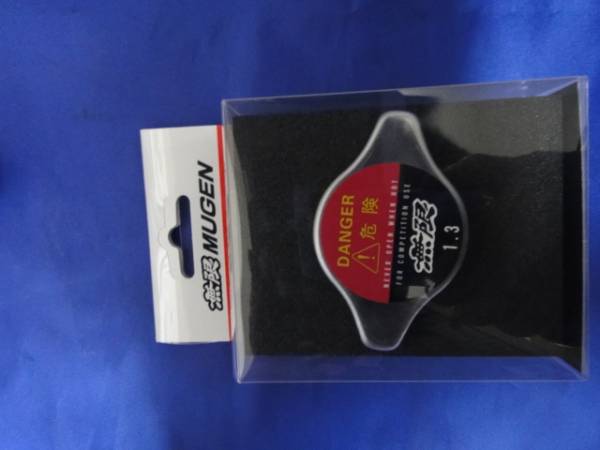 無限 MUGEN
DANGER
危険
NEVER OPEN WHEN HOT
FOR COMPETITION USE
無限
1.3